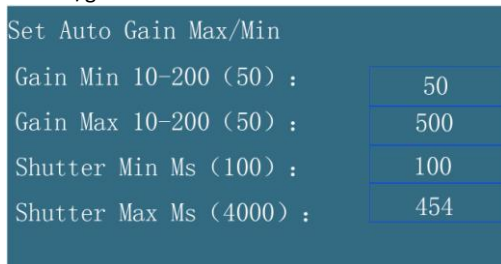 Set Auto Gain Max/Min
Gain Min 10-200（50）： 50
Gain Max 10-200（50）： 500
Shutter Min Ms（100）： 100
Shutter Max Ms（4000）： 454